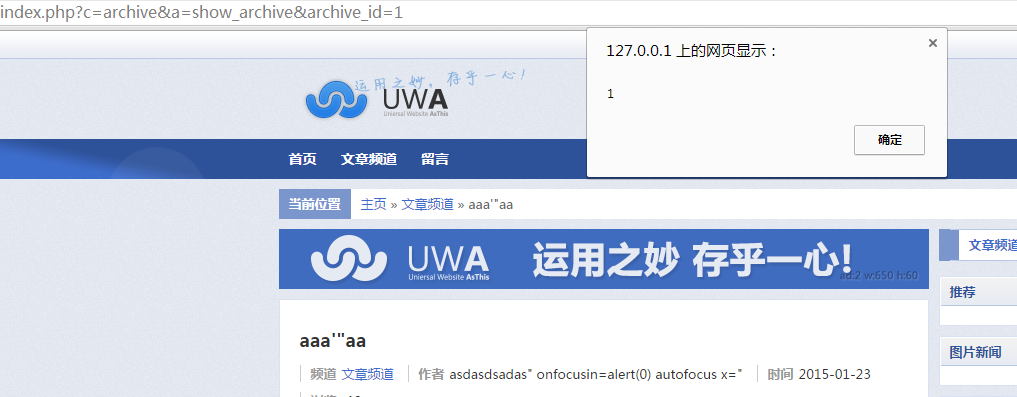 index.php?c=archive&a=show_archive&archive_id=1
127.0.0.1 上的网页显示：
1
确定
运用之妙，存乎一心！
UWA
Uniersal Website AsThis
首页 文章频道 留言
当前位置 主页 » 文章频道 » aaa'"aa
UWA
Uniersal Website AsThis
运用之妙 存乎一心!
ad:2 w:650 h:60
文章频道
推荐
图片新闻
aaa'"aa
频道 文章频道 作者 asdasdsadas" onfocusin=alert(0) autofocus x=" 时间 2015-01-23